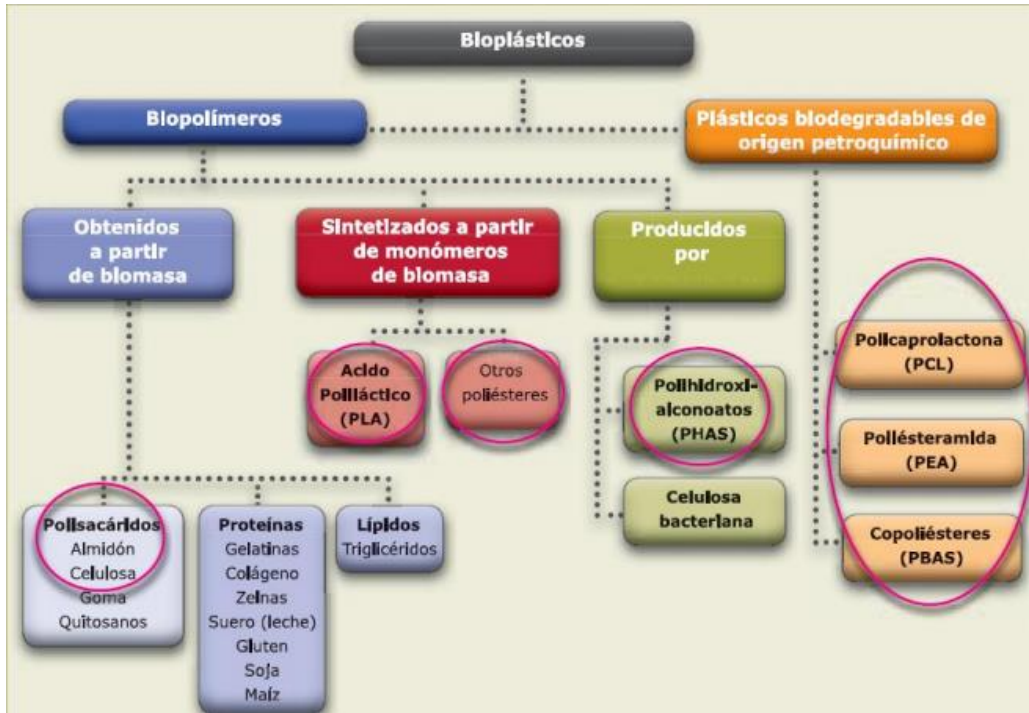 Bioplásticos
Biopolímeros
Plásticos biodegradables de
origen petroquímico
Obtenidos
a partir
de biomasa
Sintetizados a partir
de monómeros
de biomasa
Producidos
por
Acido
Poliláctico
(PLA)
Otros
poliésteres
Polihidroxi-
alconoatos
(PHAS)
Celulosa
bacteriana
Policaprolactona
(PCL)
Poliésteramida
(PEA)
Copoliésteres
(PBAS)
Polisacáridos
Almidón
Celulosa
Goma
Quitosanos
Proteínas
Gelatinas
Colágeno
Zeínas
Suero (leche)
Gluten
Soja
Maíz
Lípidos
Triglicéridos